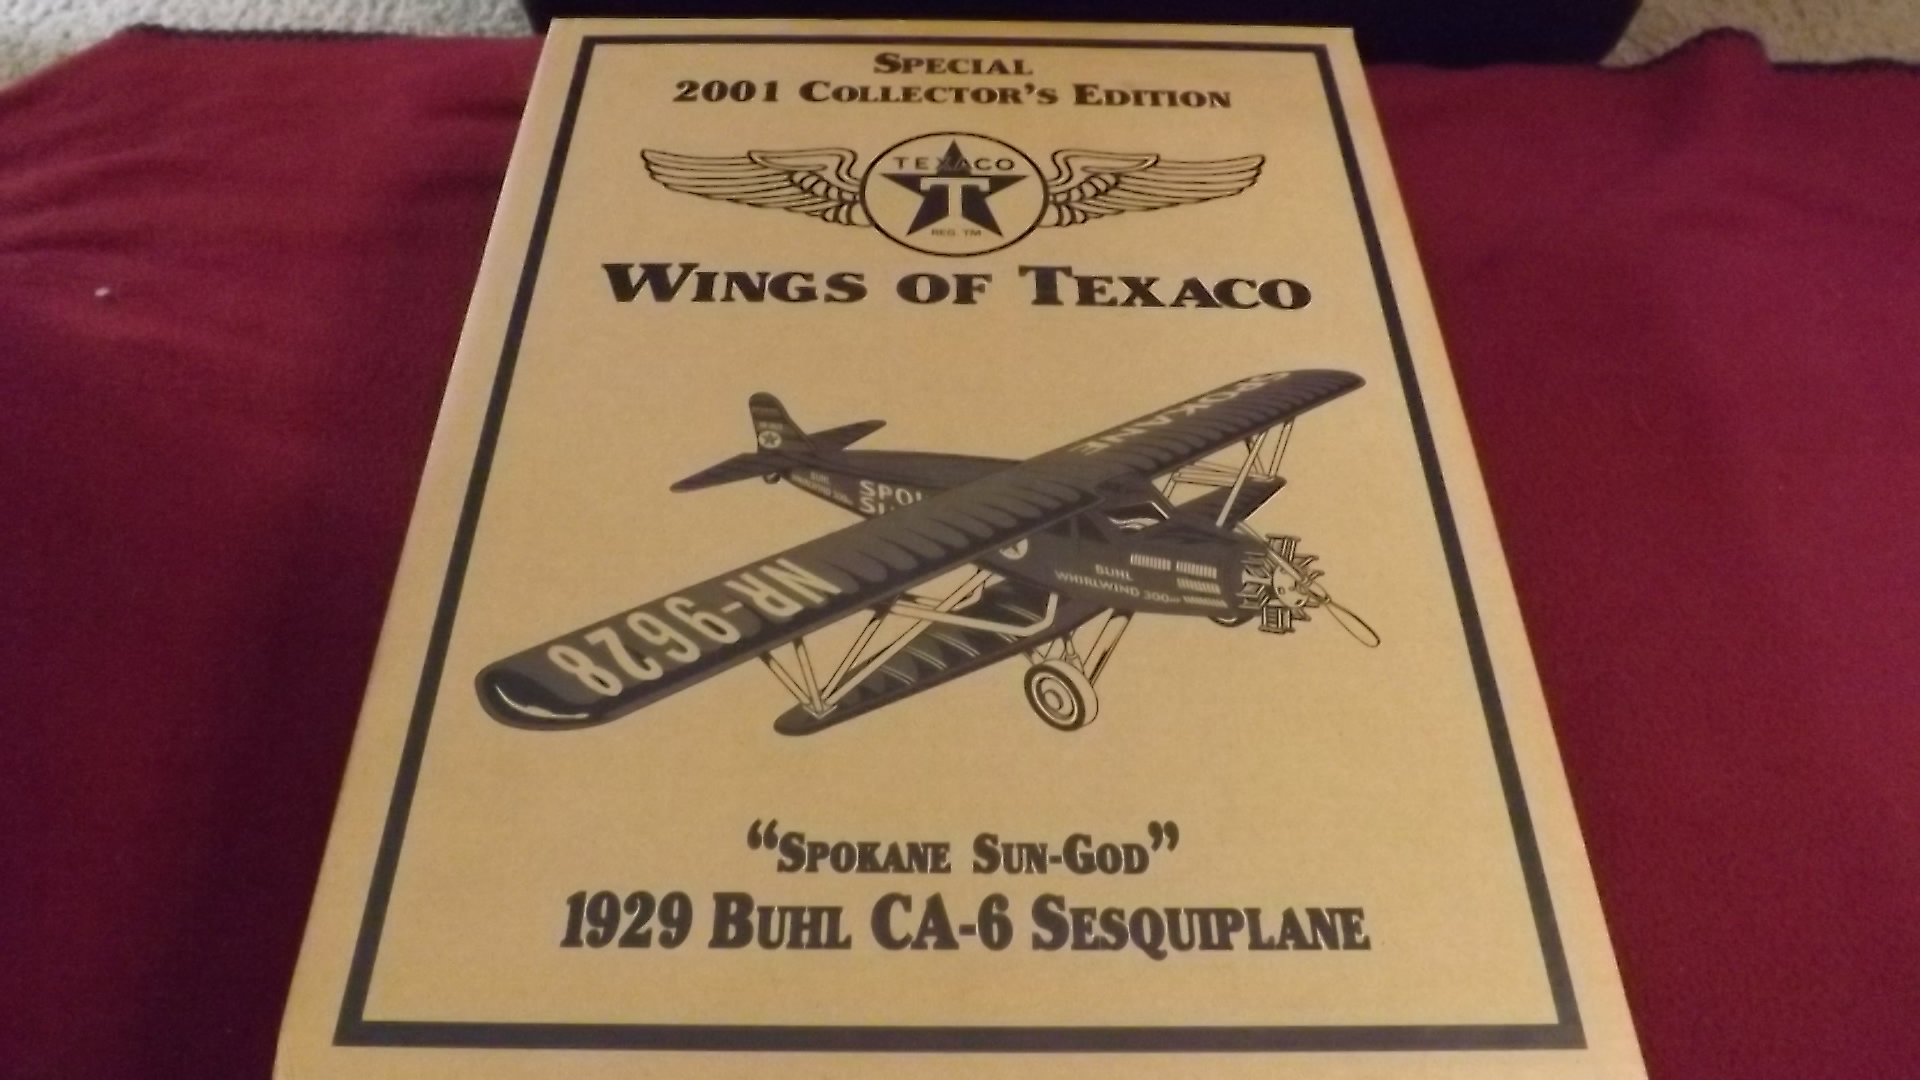 SPECIAL
2001 COLLECTOR'S EDITION
TEXACO
T
REG. TM
WINGS OF TEXACO
SPOKANE
BUHL
NR-9628
BUHL
WHIRLWIND 300
“SPOKANE SUN-GOD”
1929 BUHL CA-6 SESQUIPLANE